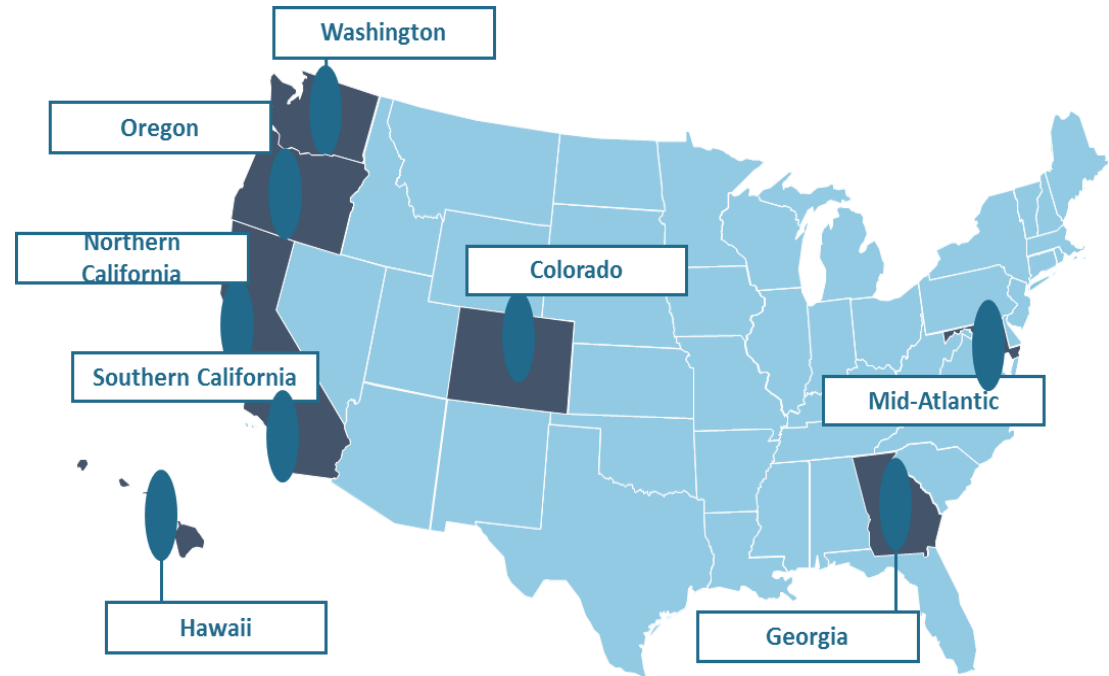 Washington
Oregon
Northern
California
Colorado
Southern California
Mid-Atlantic
Hawaii
Georgia